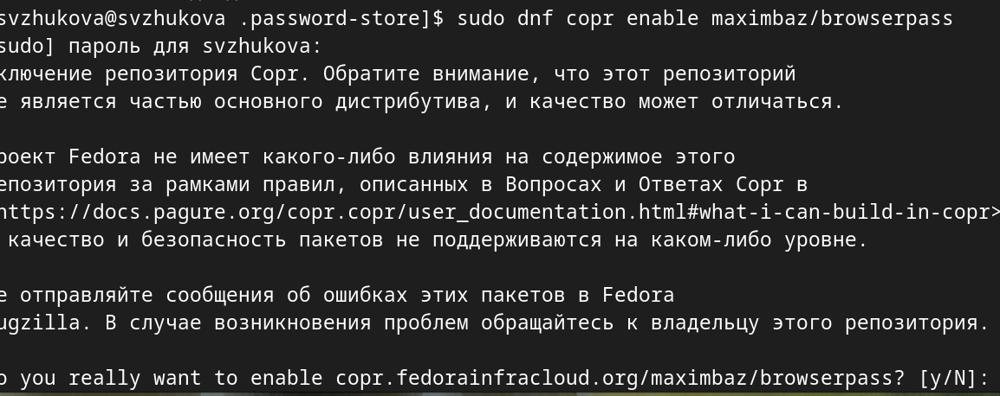 svzhukova@svzhukova .password-store]$ sudo dnf copr enable maximbaz/browserpass
sudo] пароль для svzhukova:
ключение репозитория Copr. Обратите внимание, что этот репозиторий
е является частью основного дистрибутива, и качество может отличаться.
роект Fedora не имеет какого-либо влияния на содержимое этого
епозитория за рамками правил, описанных в Вопросах и Ответах Copr в
https://docs.pagure.org/copr.copr/user_documentation.html#what-i-can-build-in-copr>
качество и безопасность пакетов не поддерживаются на каком-либо уровне.
е отправляйте сообщения об ошибках этих пакетов в Fedora
ugzilla. В случае возникновения проблем обращайтесь к владельцу этого репозитория.
o you really want to enable copr.fedorainfracloud.org/maximbaz/browserpass? [y/N]: